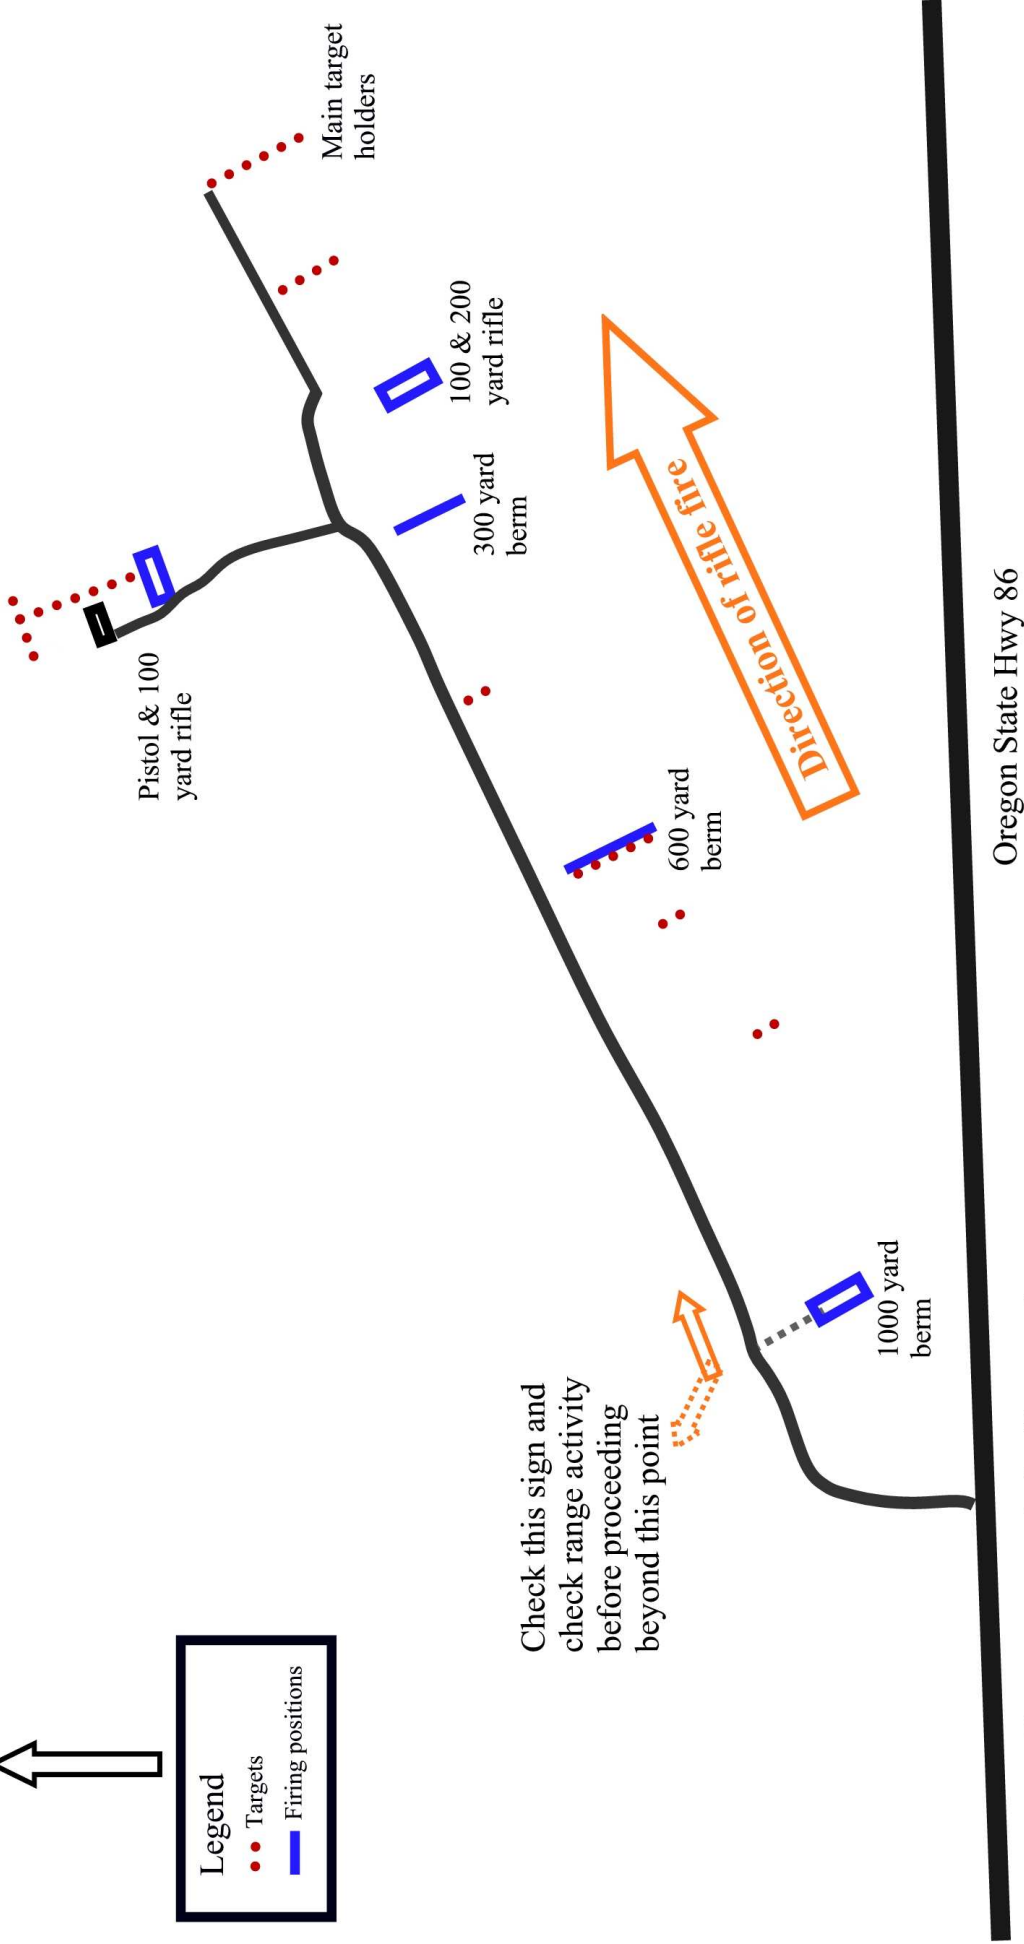 Main target
holders
100 & 200
yard rifle
300 yard
berm
Pistol & 100
yard rifle
Direction of rifle fire
600 yard
berm
Oregon State Hwy 86
1000 yard
berm
Check this sign and
check range activity
before proceeding
beyond this point
Legend
Targets
Firing positions